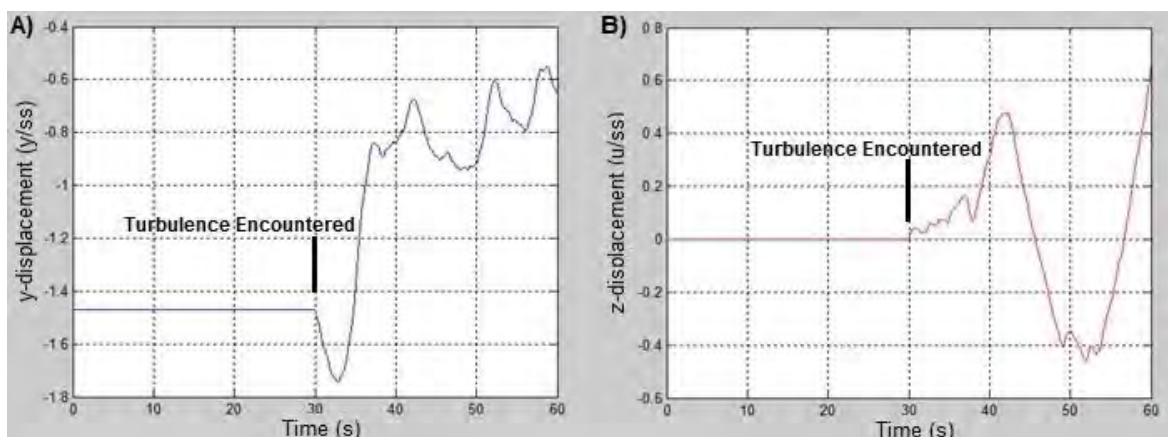 A)
-0.4
-0.6
-0.8
-1
-1.2
-1.4
-1.6
-1.8
y-displacement (y/ss)
Turbulence Encountered
0 10 20 30 40 50 60
Time (s)
B)
0.8
0.6
0.4
0.2
0
-0.2
-0.4
-0.6
z-displacement (u/ss)
Turbulence Encountered
0 10 20 30 40 50 60
Time (s)